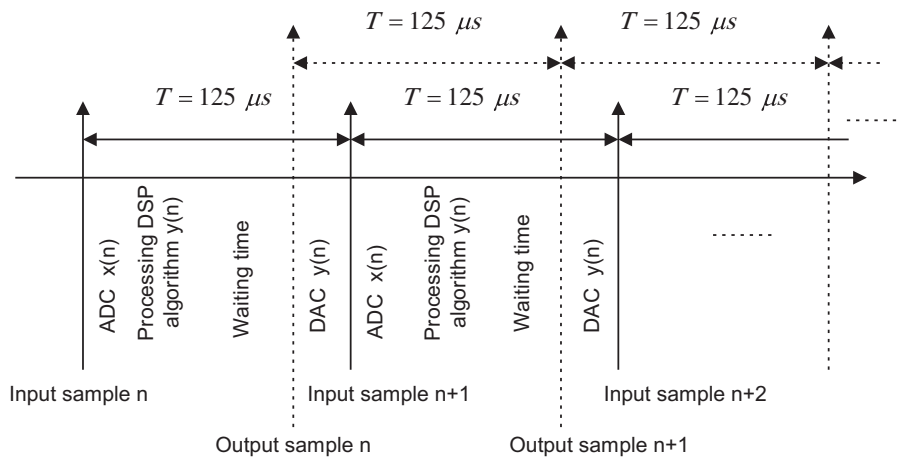 T = 125 μs
T = 125 μs
T = 125 μs
T = 125 μs
T = 125 μs
ADC x(n)
Processing DSP
algorithm y(n)
Waiting time
DAC y(n)
ADC x(n)
Processing DSP
algorithm y(n)
Waiting time
DAC y(n)
Input sample n
Input sample n+1
Input sample n+2
Output sample n
Output sample n+1